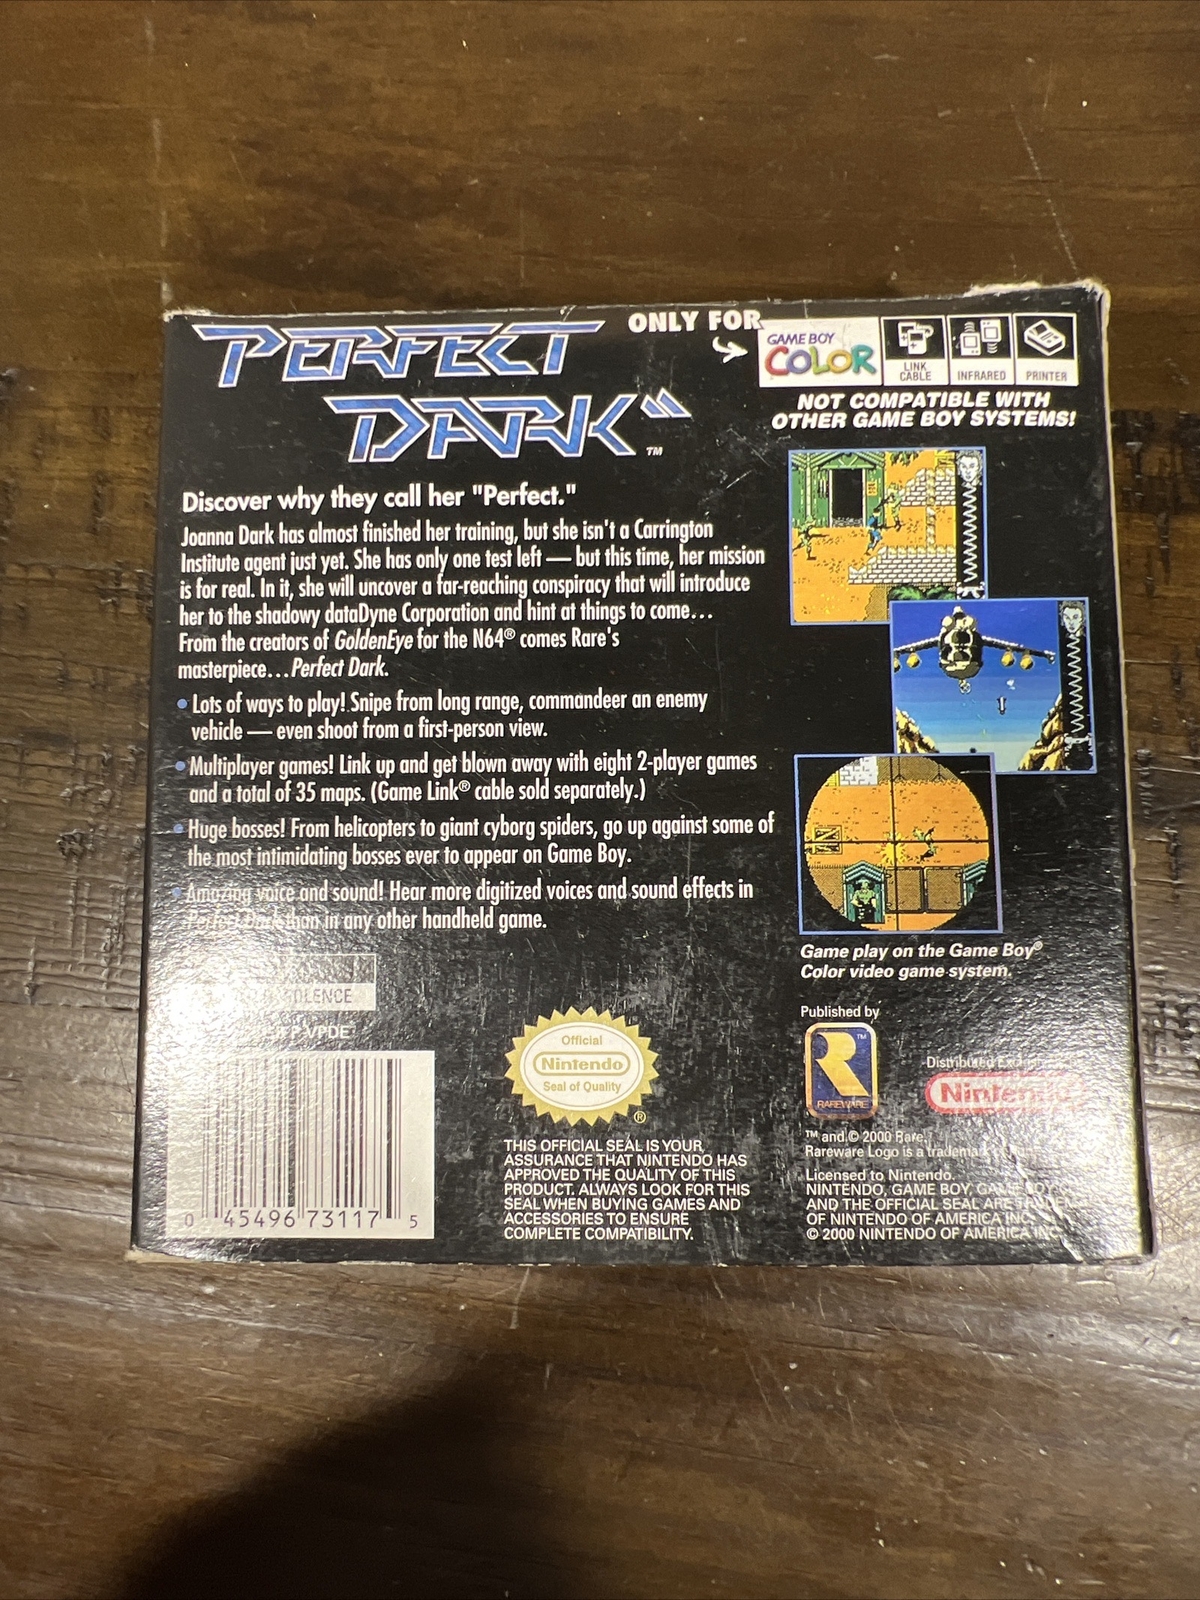 PERFECT
DARK
™
ONLY FOR
GAME BOY
COLOR
LINK
CABLE
INFRARED
PRINTER
NOT COMPATIBLE WITH
OTHER GAME BOY SYSTEMS!
Discover why they call her "Perfect."
Joanna Dark has almost finished her training, but she isn't a Carrington
Institute agent just yet. She has only one test left — but this time, her mission
is for real. In it, she will uncover a far-reaching conspiracy that will introduce
her to the shadowy dataDyne Corporation and hint at things to come...
From the creators of GoldenEye for the N64® comes Rare's
masterpiece...Perfect Dark.
• Lots of ways to play! Snipe from long range, commandeer an enemy
vehicle — even shoot from a first-person view.
• Multiplayer games! Link up and get blown away with eight 2-player games
and a total of 35 maps. (Game Link® cable sold separately.)
• Huge bosses! From helicopters to giant cyborg spiders, go up against some of
the most intimidating bosses ever to appear on Game Boy.
• Amazing voice and sound! Hear more digitized voices and sound effects in
Perfect Dark than in any other handheld game.
Game play on the Game Boy®
Color video game system.
VIOLENCE
VPDE
0 45496 73117 5
Official
Nintendo
Seal of Quality
®
THIS OFFICIAL SEAL IS YOUR
ASSURANCE THAT NINTENDO HAS
APPROVED THE QUALITY OF THIS
PRODUCT. ALWAYS LOOK FOR THIS
SEAL WHEN BUYING GAMES AND
ACCESSORIES TO ENSURE
COMPLETE COMPATIBILITY.
Published by
R
™
RAREWARE
Distributed
Nintendo
™ and © 2000 Rare.
Rareware Logo is a trademark
Licensed to Nintendo.
NINTENDO, GAME BOY, GAME BOY
AND THE OFFICIAL SEAL ARE
OF NINTENDO OF AMERICA INC.
© 2000 NINTENDO OF AMERICA INC.